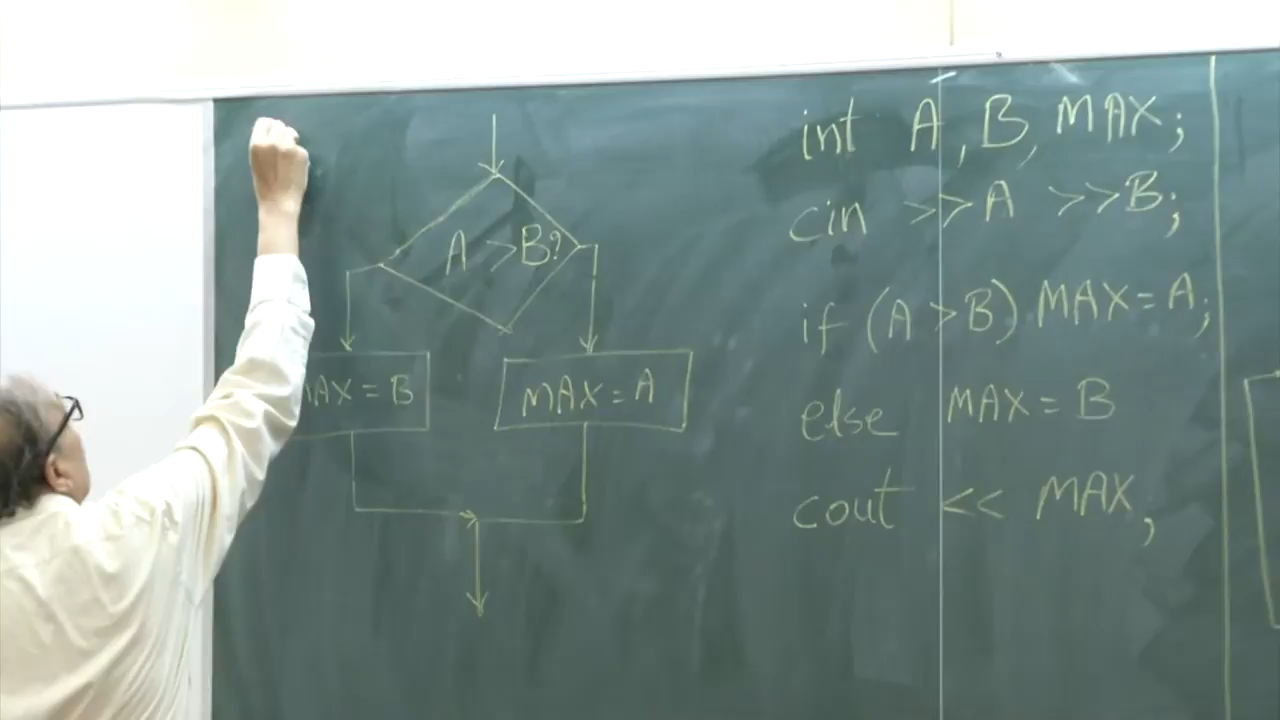 A >B?
MAX = B
MAX = A
int A, B, MAX;
cin >>A >>B;
if (A >B) MAX = A;
else MAX = B
cout << MAX,